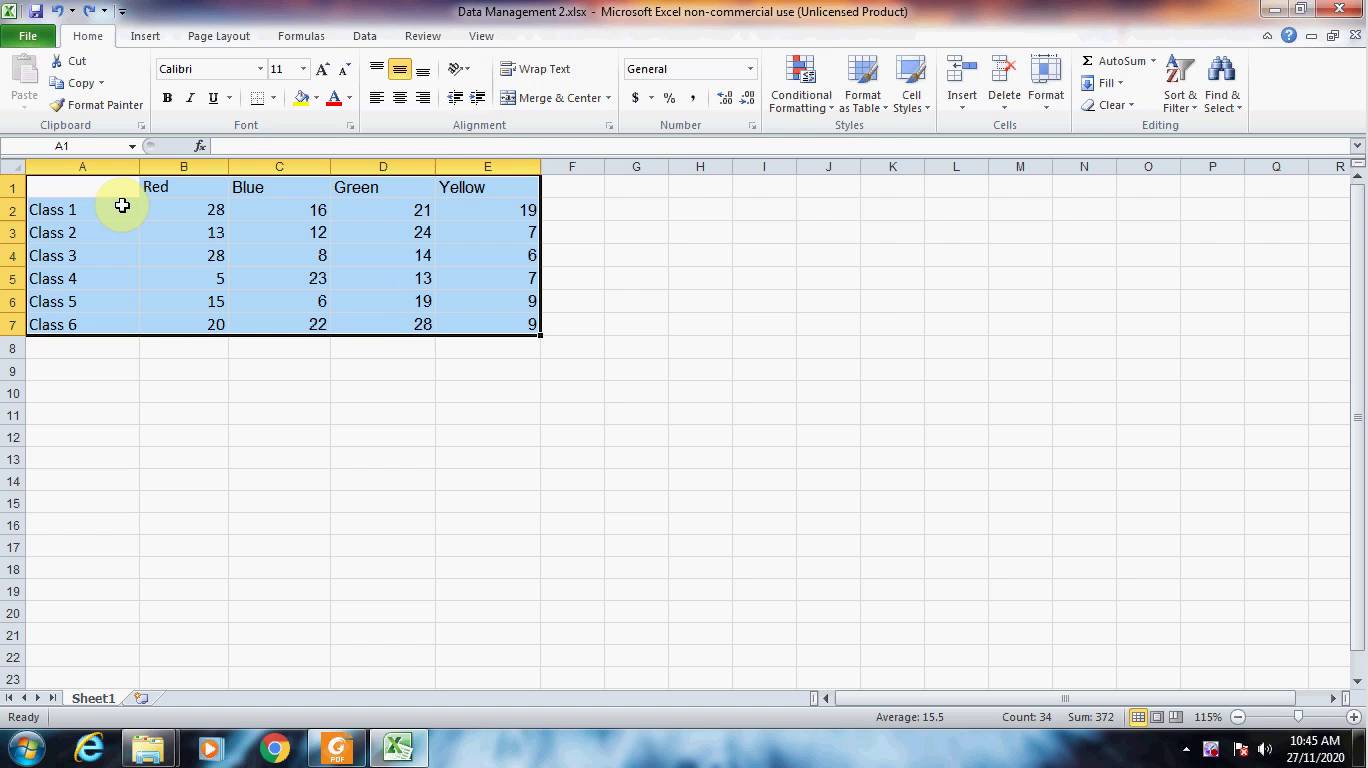 Data Management 2.xlsx - Microsoft Excel non-commercial use (Unlicensed Product)
File Home Insert Page Layout Formulas Data Review View
Paste
Cut
Copy
Format Painter
Clipboard
Calibri 11
B I U A
Font
Wrap Text
Merge & Center
Alignment
General
$ % ,
Number
Conditional Formatting
Format as Table
Cell Styles
Styles
Insert Delete Format
Cells
Σ AutoSum
Fill
Clear
Sort & Filter
Find & Select
Editing
A1 fx
A B C D E F G H I J K L M N O P Q R
1 Red Blue Green Yellow
2 Class 1 28 16 21 19
3 Class 2 13 12 24 7
4 Class 3 28 8 14 6
5 Class 4 5 23 13 7
6 Class 5 15 6 19 9
7 Class 6 20 22 28 9
8
9
10
11
12
13
14
15
16
17
18
19
20
21
22
23
Sheet1
Ready Average: 15.5 Count: 34 Sum: 372 115%
PDF
10:45 AM
27/11/2020